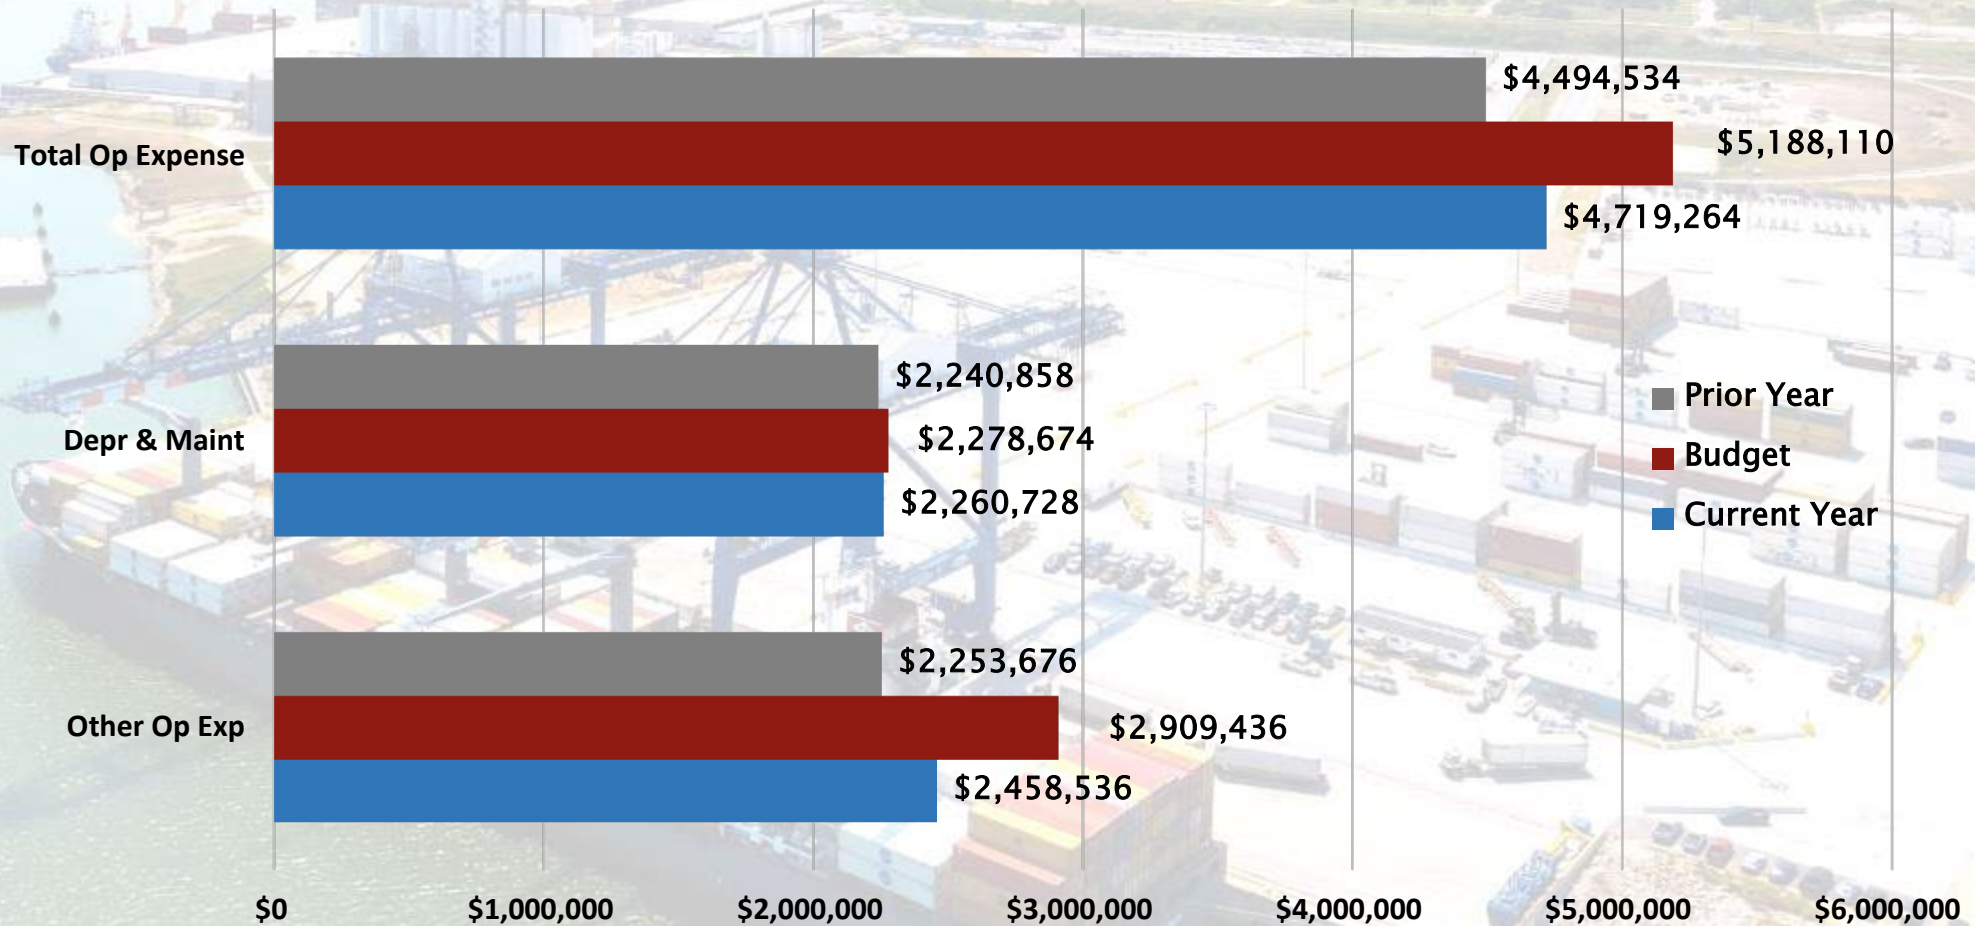 $4,494,534
Total Op Expense
$5,188,110
$4,719,264
$2,240,858
Depr & Maint
$2,278,674
$2,260,728
Prior Year
Budget
Current Year
$2,253,676
Other Op Exp
$2,909,436
$2,458,536
$0 $1,000,000 $2,000,000 $3,000,000 $4,000,000 $5,000,000 $6,000,000